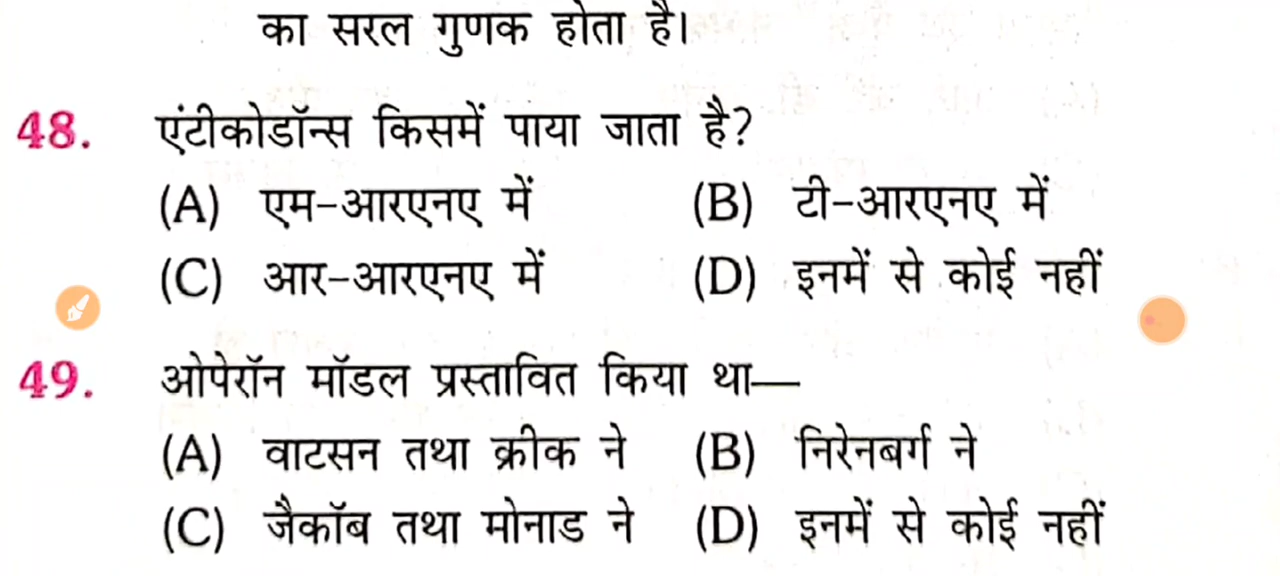 का सरल गुणक होता है।
48. एंटीकोडॉन्स किसमें पाया जाता है?
(A) एम-आरएनए में (B) टी-आरएनए में
(C) आर-आरएनए में (D) इनमें से कोई नहीं
49. ओपेरॉन मॉडल प्रस्तावित किया था—
(A) वाटसन तथा क्रीक ने (B) निरेनबर्ग ने
(C) जैकॉब तथा मोनाड ने (D) इनमें से कोई नहीं